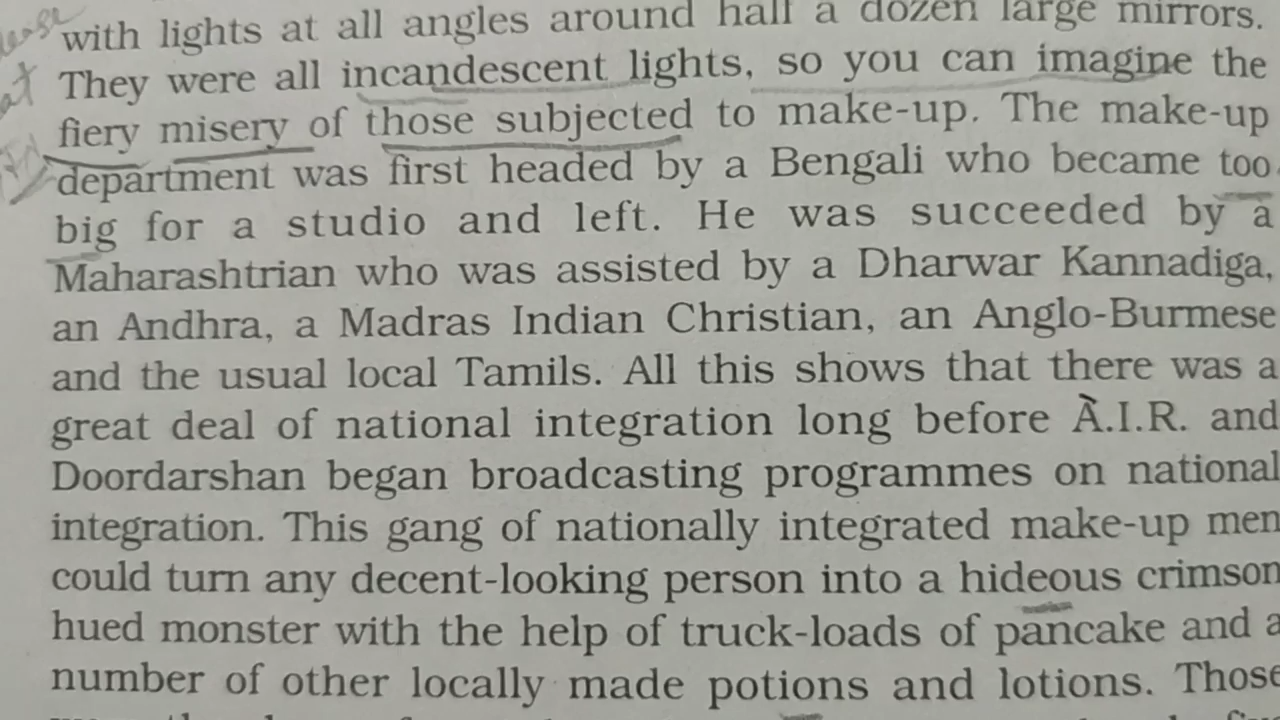 with lights at all angles around half a dozen large mirrors.
They were all incandescent lights, so you can imagine the
fiery misery of those subjected to make-up. The make-up
department was first headed by a Bengali who became too
big for a studio and left. He was succeeded by a
Maharashtrian who was assisted by a Dharwar Kannadiga,
an Andhra, a Madras Indian Christian, an Anglo-Burmese
and the usual local Tamils. All this shows that there was a
great deal of national integration long before A.I.R. and
Doordarshan began broadcasting programmes on national
integration. This gang of nationally integrated make-up men
could turn any decent-looking person into a hideous crimson
hued monster with the help of truck-loads of pancake and a
number of other locally made potions and lotions. Those